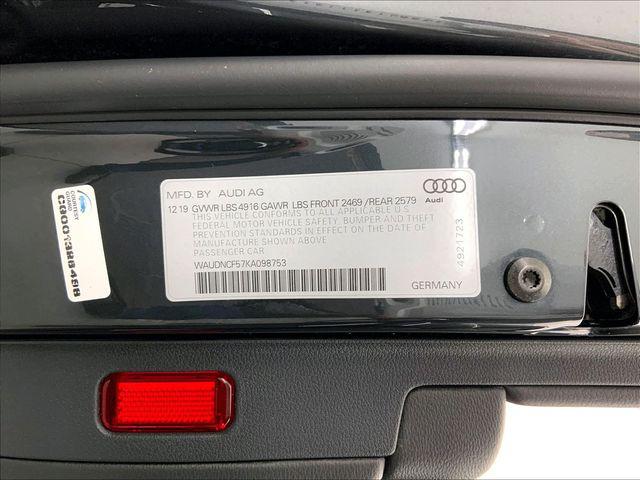 MFD. BY AUDI AG
12 19 GVWR LBS 4916 GAWR LBS FRONT 2469 /REAR 2579
THIS VEHICLE CONFORMS TO ALL APPLICABLE U.S.
FEDERAL MOTOR VEHICLE SAFETY, BUMPER-AND THEFT
PREVENTION STANDARDS IN EFFECT ON THE DATE OF
MANUFACTURE SHOWN ABOVE
PASSENGER CAR
WAUDNCF57KA098753
GERMANY
Audi
4921723
COURTESY
GUARD